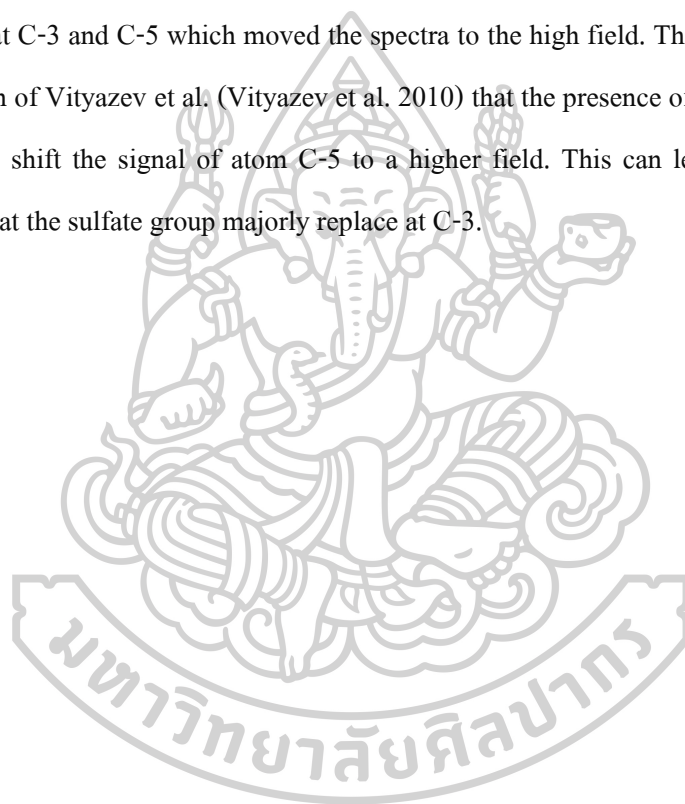 at C-3 and C-5 which moved the spectra to the high field. Th
n of Vityazev et al. (Vityazev et al. 2010) that the presence o
shift the signal of atom C-5 to a higher field. This can le
at the sulfate group majorly replace at C-3.
มหาวิทยาลัยศิลปากร